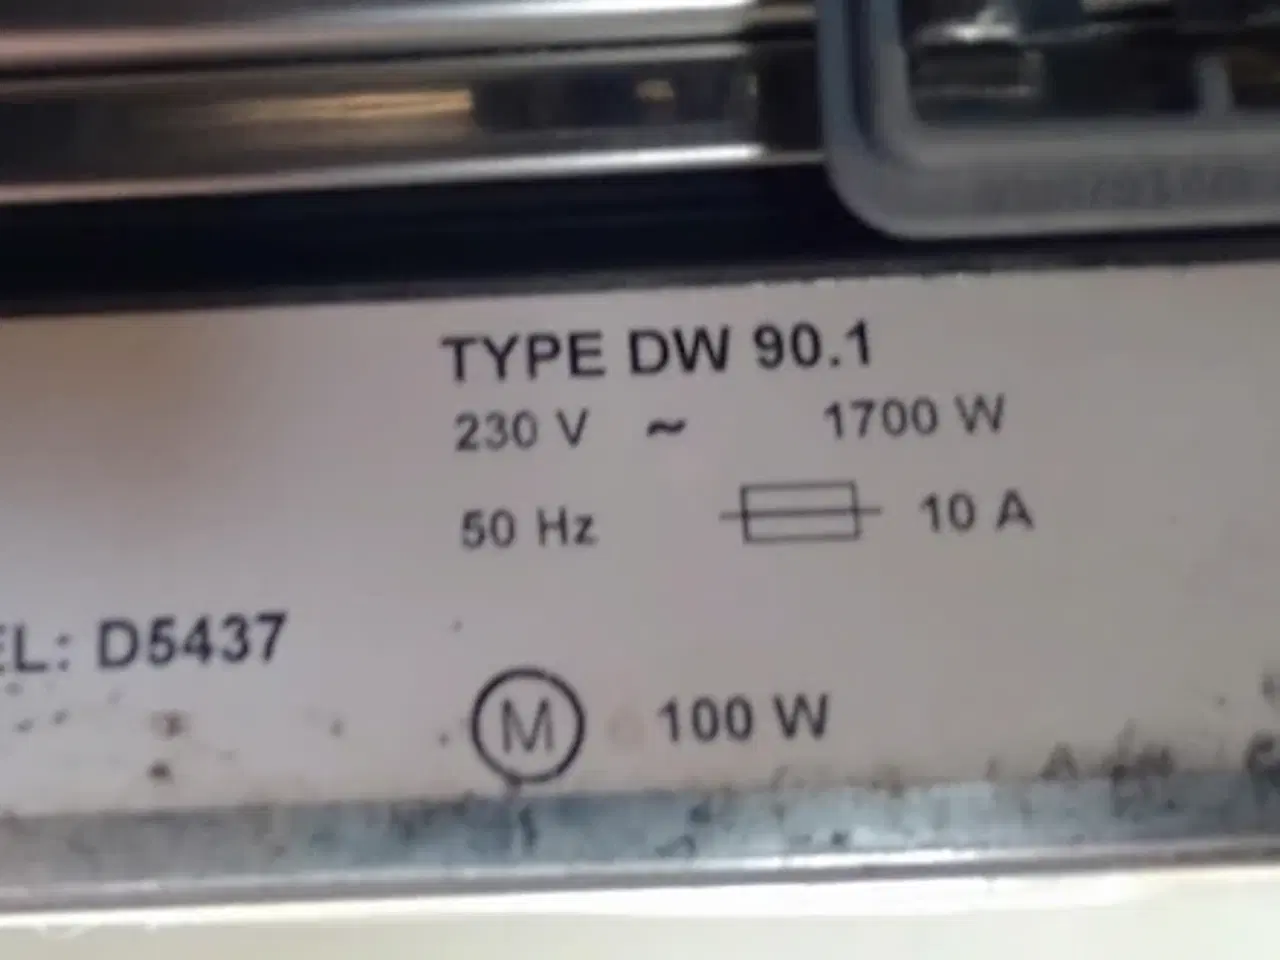 TYPE DW 90.1
230 V ~ 1700 W
50 Hz 10 A
EL: D5437
M 100 W